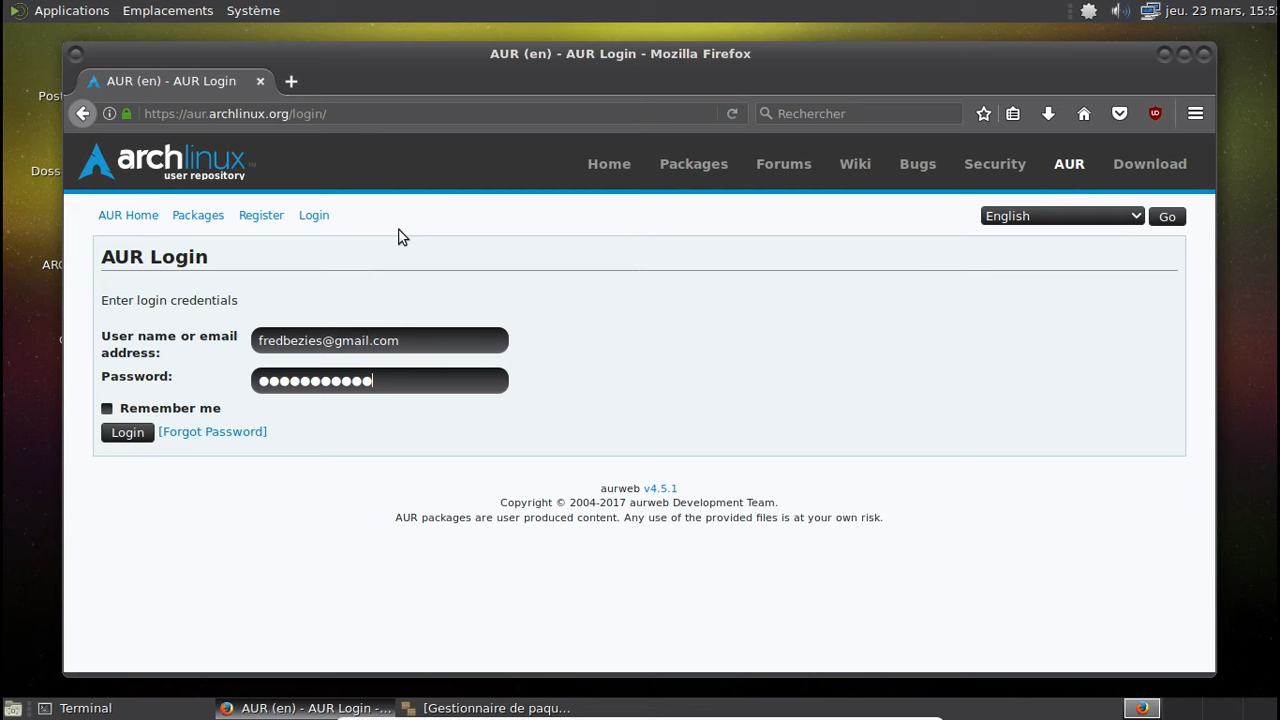 Applications Emplacements Système jeu. 23 mars, 15:5
AUR (en) - AUR Login - Mozilla Firefox
AUR (en) - AUR Login
https://aur.archlinux.org/login/ Rechercher
archlinux
user repository
Home Packages Forums Wiki Bugs Security AUR Download
AUR Home Packages Register Login English Go
AUR Login
Enter login credentials
User name or email
address: fredbezies@gmail.com
Password: ●●●●●●●●●●●
Remember me
Login [Forgot Password]
aurweb v4.5.1
Copyright © 2004-2017 aurweb Development Team.
AUR packages are user produced content. Any use of the provided files is at your own risk.
Post
Doss
Terminal AUR (en) - AUR Login -... [Gestionnaire de paqu...